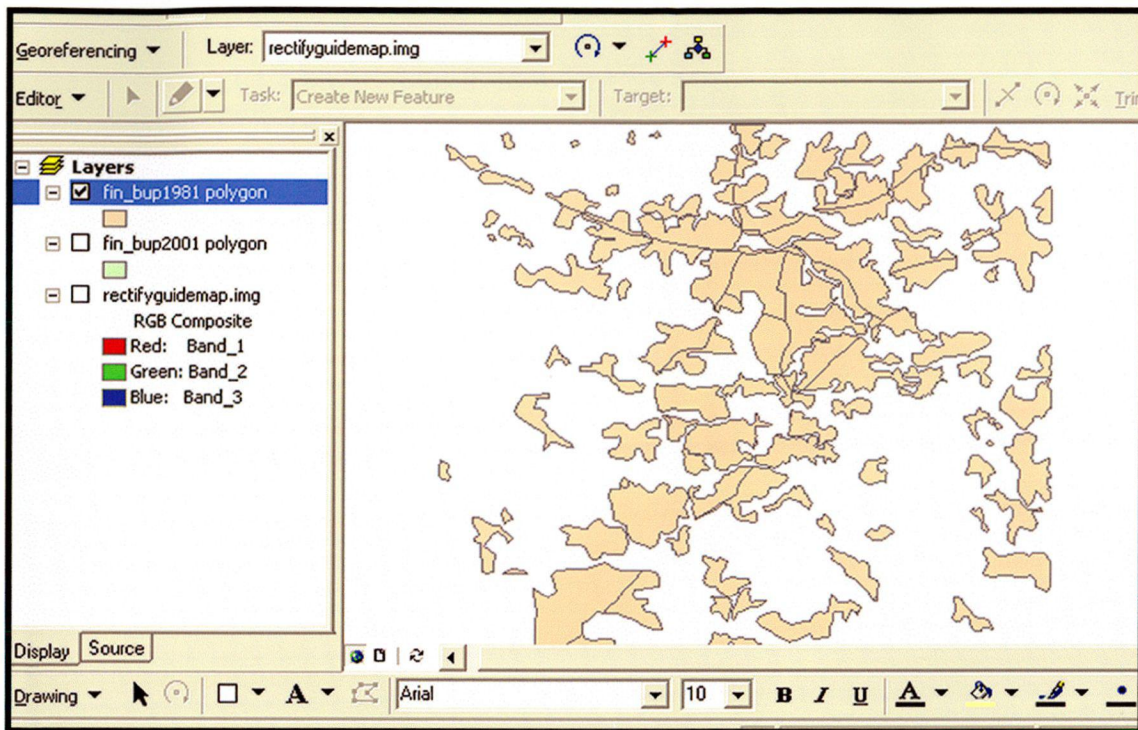 Georeferencing Layer: rectifyguidemap.img
Editor Task: Create New Feature Target:
Layers
fin_bup1981 polygon
fin_bup2001 polygon
rectifyguidemap.img
RGB Composite
Red: Band_1
Green: Band_2
Blue: Band_3
Display Source
Drawing A Arial 10 B I U A